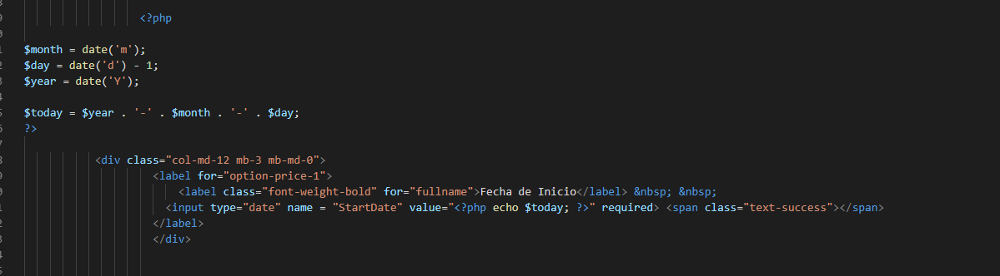 <?php
$month = date('m');
$day = date('d') - 1;
$year = date('Y');
$today = $year . '-' . $month . '-' . $day;
?>
<div class="col-md-12 mb-3 mb-md-0">
<label for="option-price-1">
<label class="font-weight-bold" for="fullname">Fecha de Inicio</label> &nbsp; &nbsp;
<input type="date" name = "StartDate" value="<?php echo $today; ?>" required> <span class="text-success"></span>
</label>
</div>